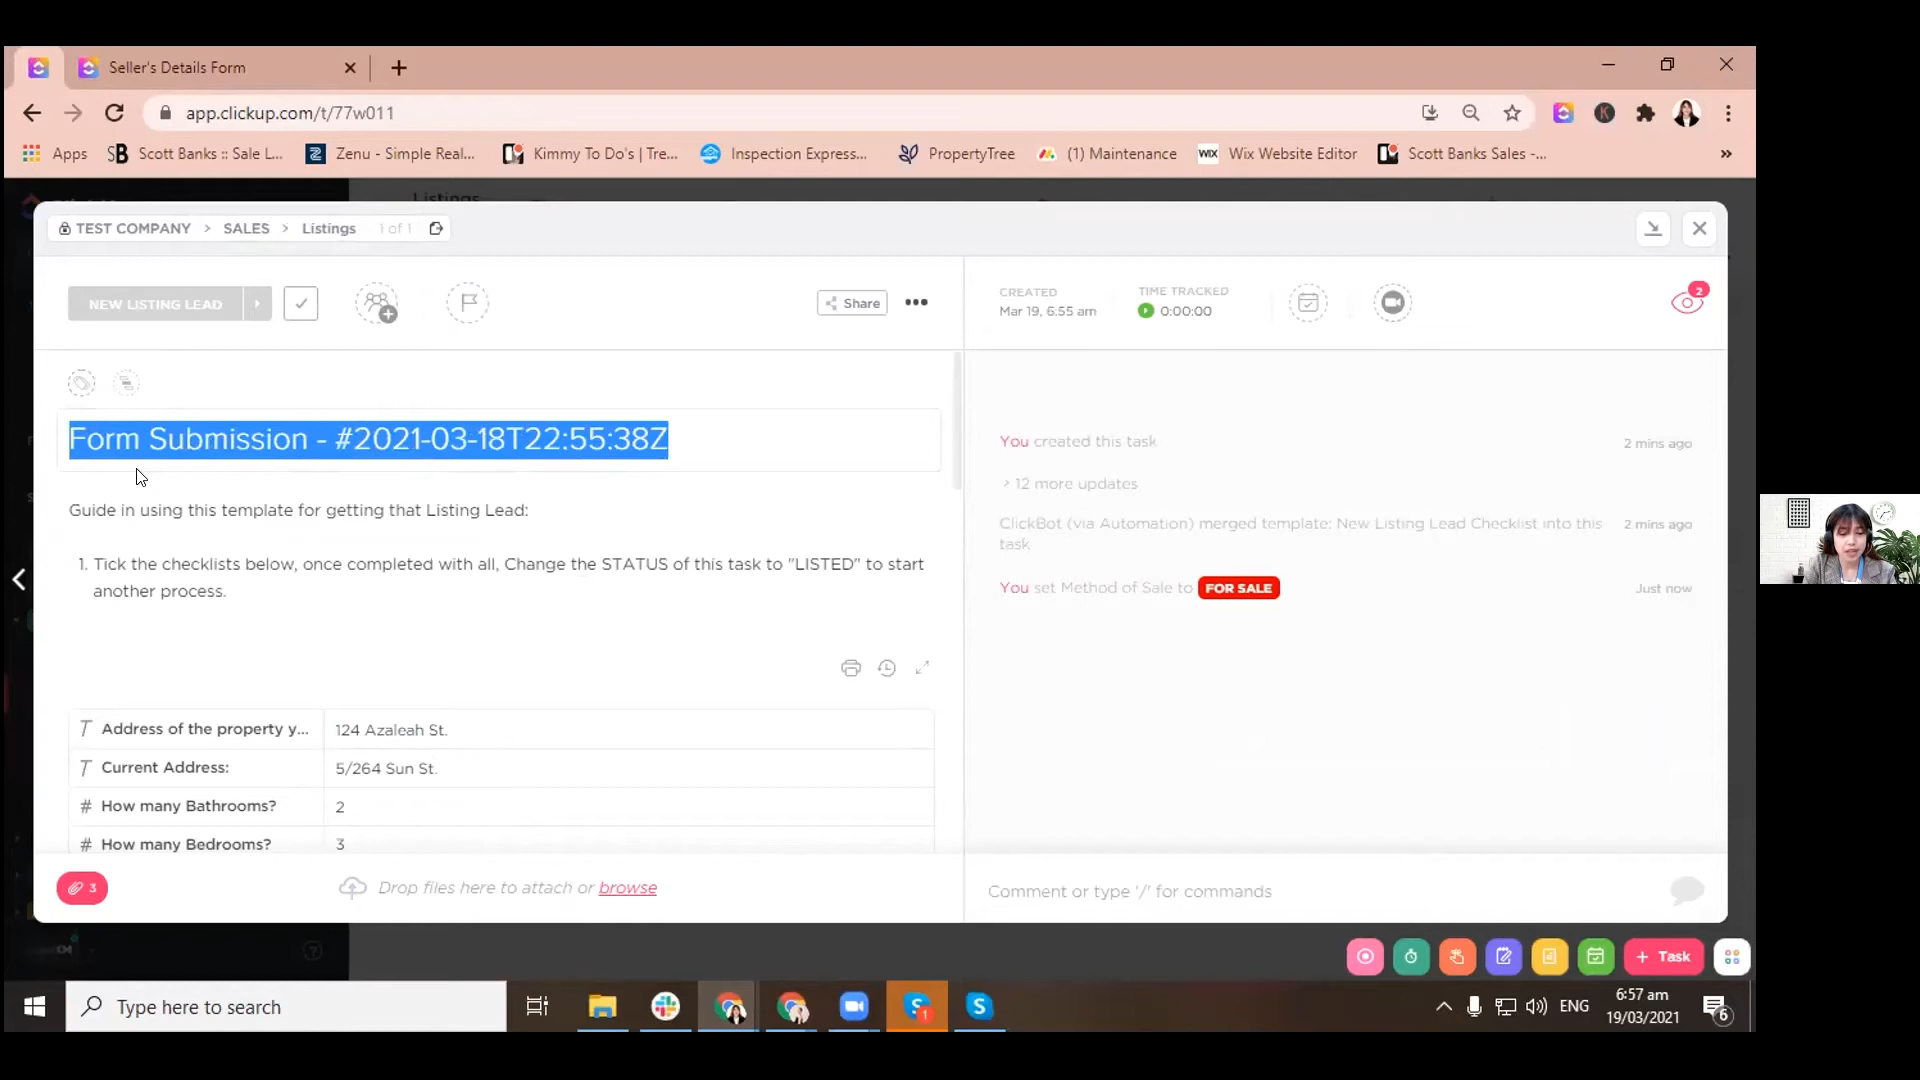 Seller's Details Form
app.clickup.com/t/77w011
Apps
Scott Banks :: Sale L...
Zenu - Simple Real...
Kimmy To Do's | Tre...
Inspection Express...
PropertyTree
(1) Maintenance
WIX
Wix Website Editor
Scott Banks Sales -...
»
Listings
TEST COMPANY > SALES > Listings 1 of 1
NEW LISTING LEAD
Share
CREATED
Mar 19, 6:55 am
TIME TRACKED
0:00:00
2
Form Submission - #2021-03-18T22:55:38Z
Guide in using this template for getting that Listing Lead:
1. Tick the checklists below, once completed with all, Change the STATUS of this task to "LISTED" to start
another process.
Address of the property y...
124 Azaleah St.
Current Address:
5/264 Sun St.
# How many Bathrooms?
2
# How many Bedrooms?
3
3
Drop files here to attach or browse
You created this task
2 mins ago
> 12 more updates
ClickBot (via Automation) merged template: New Listing Lead Checklist into this
task
2 mins ago
You set Method of Sale to FOR SALE
Just now
Comment or type '/' for commands
+ Task
Type here to search
1
ENG
6:57 am
19/03/2021
6